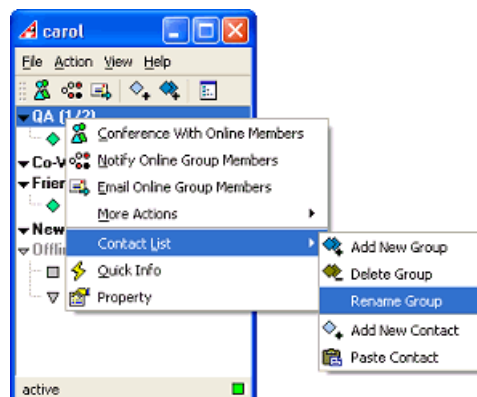 carol
File Action View Help
QA (1/2)
Conference With Online Members
Co-W
Notify Online Group Members
Frien
Email Online Group Members
More Actions
New
Contact List
Add New Group
Offlin
Quick Info
Delete Group
Property
Rename Group
Add New Contact
Paste Contact
active